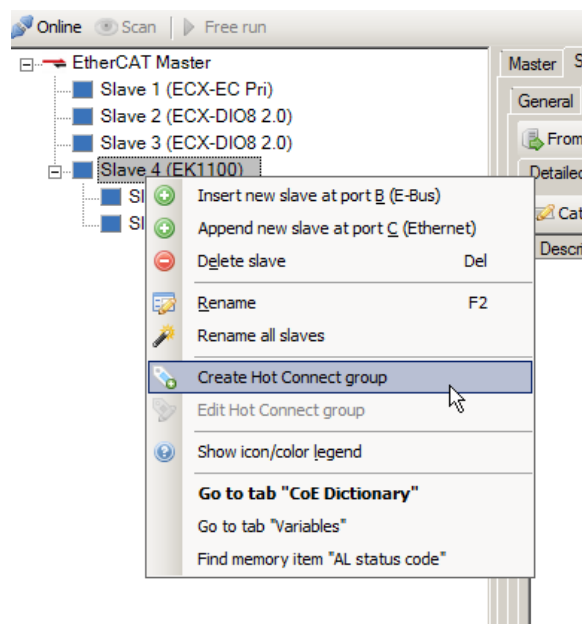 Online Scan Free run
EtherCAT Master
Slave 1 (ECX-EC Pri)
Slave 2 (ECX-DIO8 2.0)
Slave 3 (ECX-DIO8 2.0)
Slave 4 (EK1100)
Insert new slave at port B (E-Bus)
Append new slave at port C (Ethernet)
Delete slave Del
Rename F2
Rename all slaves
Create Hot Connect group
Edit Hot Connect group
Show icon/color legend
Go to tab "CoE Dictionary"
Go to tab "Variables"
Find memory item "AL status code"
Master
General
From